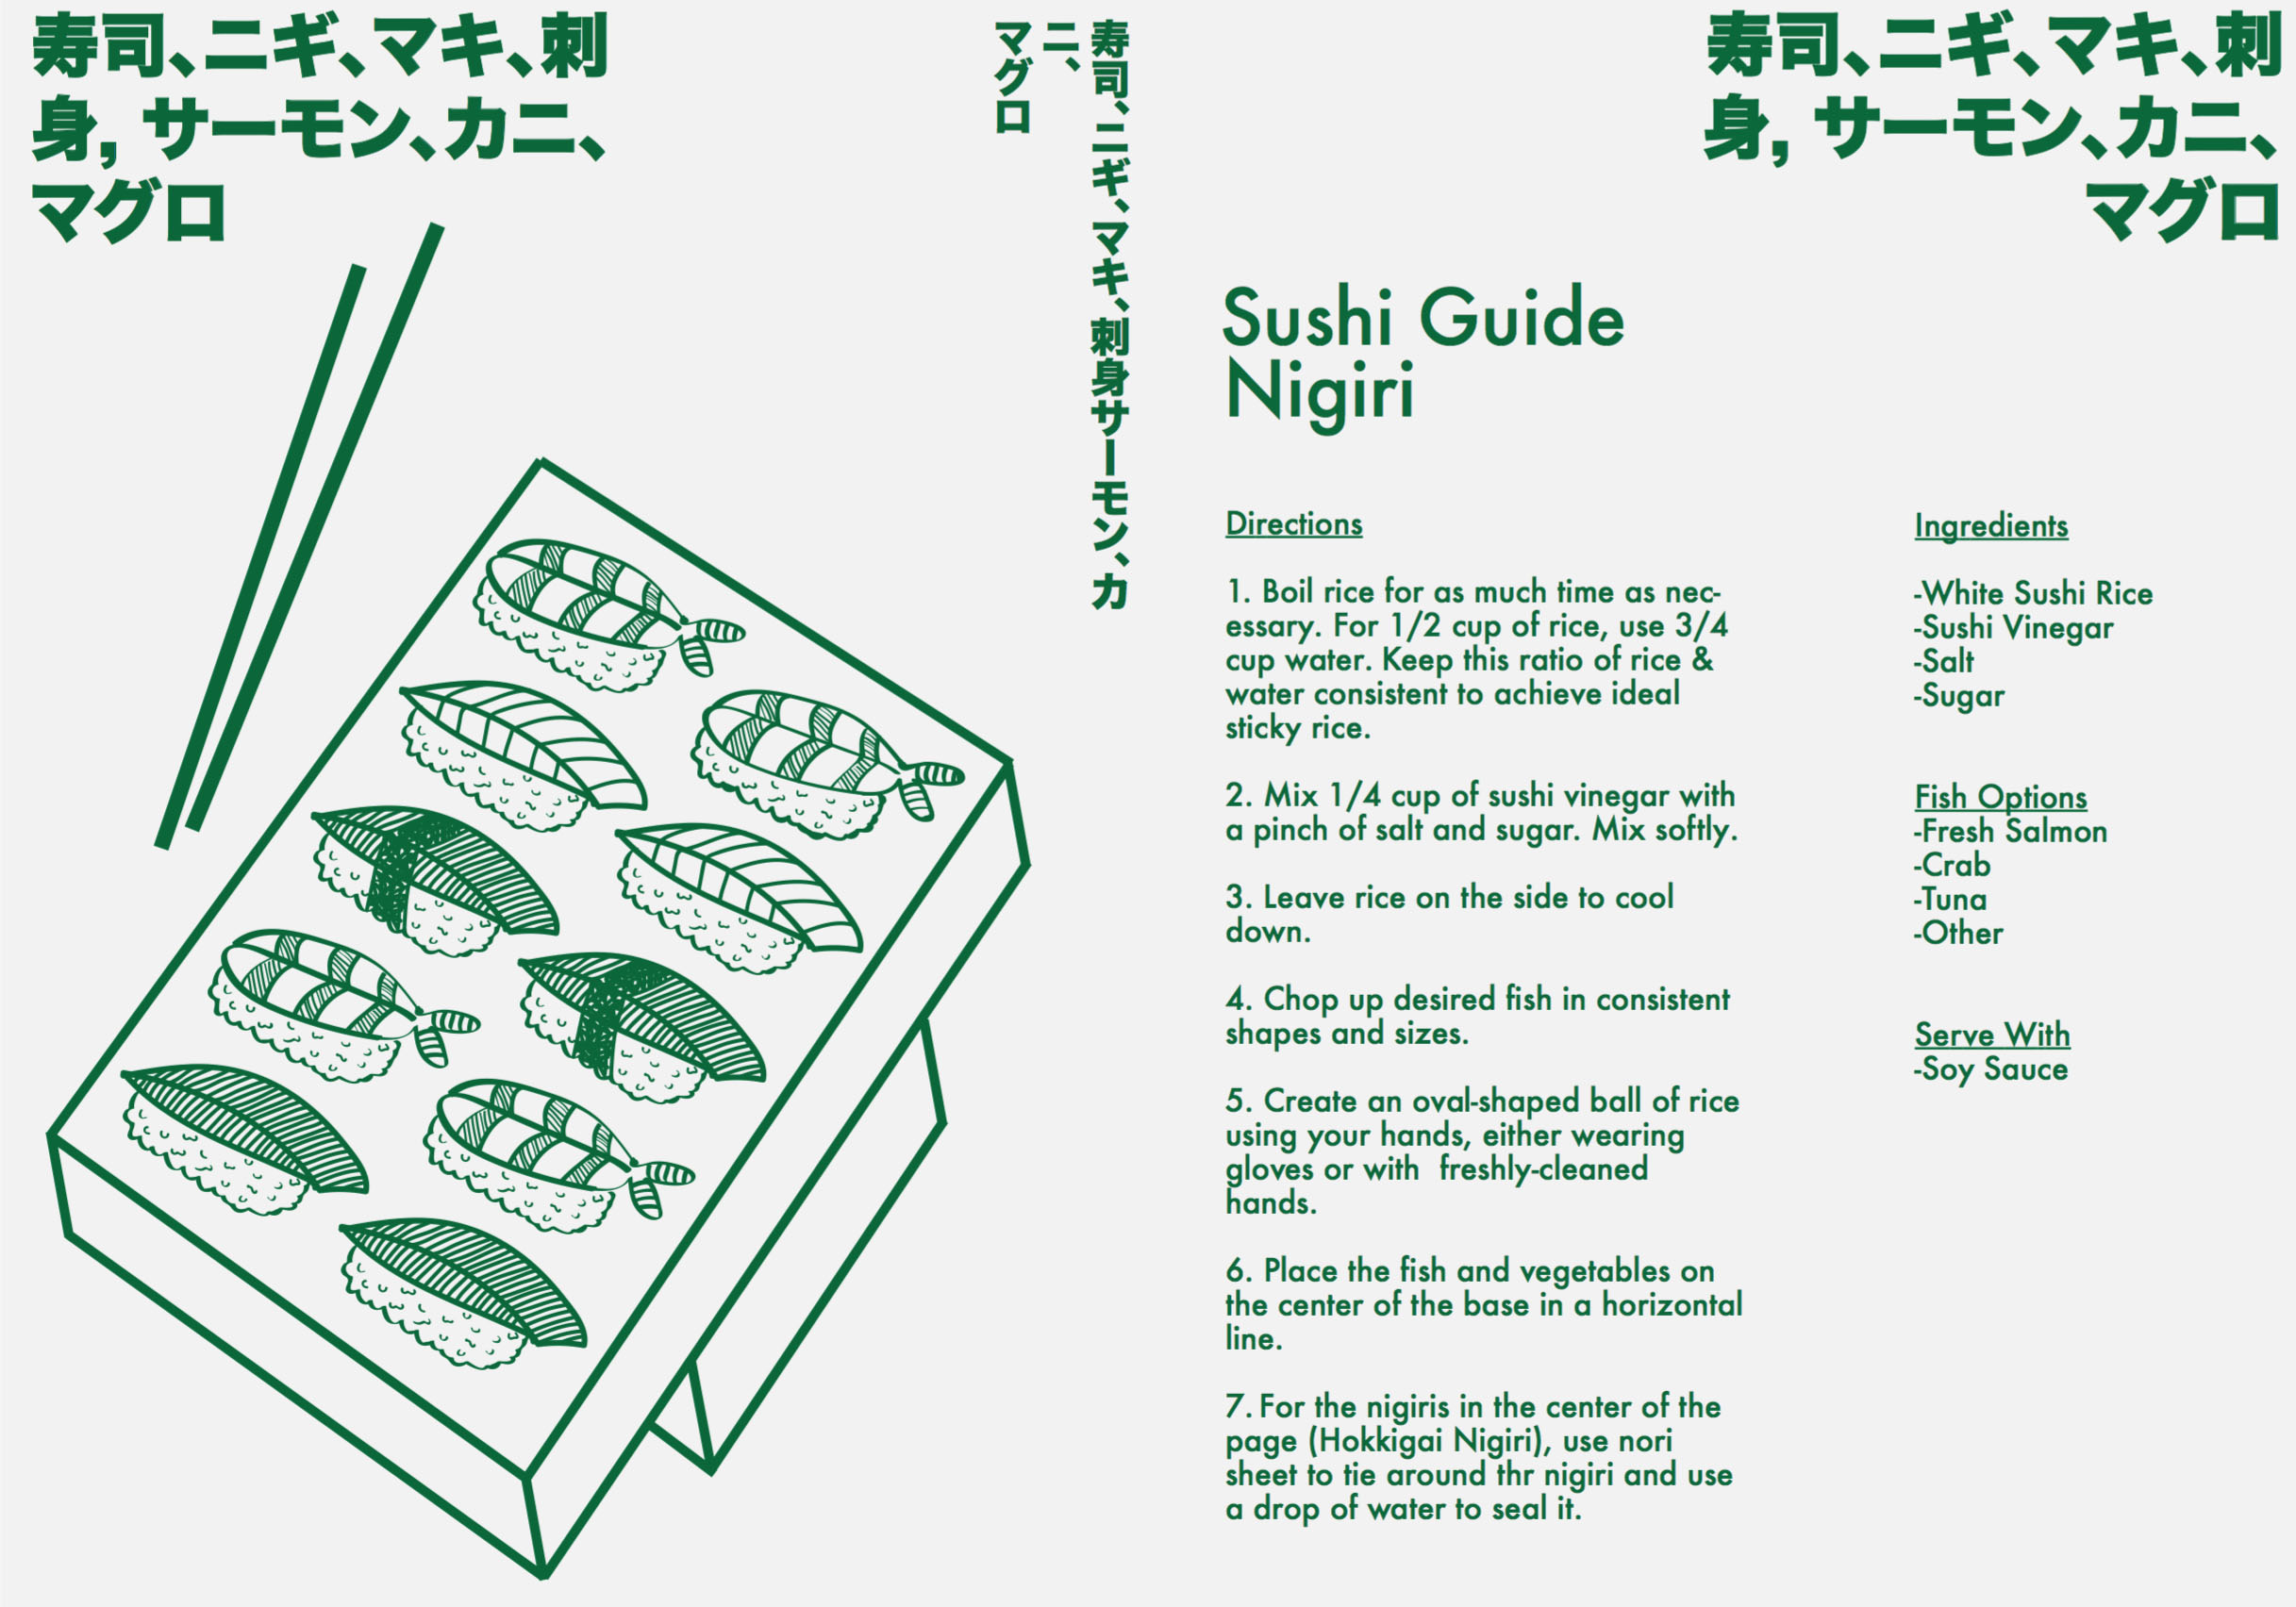 寿司、ニギ、マキ、刺
身, サーモン、カニ、
マグロ
寿司、ニギ、マキ、刺身サーモン、カ
ニ、
マグロ
寿司、ニギ、マキ、刺
身, サーモン、カニ、
マグロ
Sushi Guide
Nigiri
Directions
1. Boil rice for as much time as nec-
essary. For 1/2 cup of rice, use 3/4
cup water. Keep this ratio of rice &
water consistent to achieve ideal
sticky rice.
2. Mix 1/4 cup of sushi vinegar with
a pinch of salt and sugar. Mix softly.
3. Leave rice on the side to cool
down.
4. Chop up desired fish in consistent
shapes and sizes.
5. Create an oval-shaped ball of rice
using your hands, either wearing
gloves or with  freshly-cleaned
hands.
6. Place the fish and vegetables on
the center of the base in a horizontal
line.
7. For the nigiris in the center of the
page (Hokkigai Nigiri), use nori
sheet to tie around thr nigiri and use
a drop of water to seal it.
Ingredients
-White Sushi Rice
-Sushi Vinegar
-Salt
-Sugar
Fish Options
-Fresh Salmon
-Crab
-Tuna
-Other
Serve With
-Soy Sauce